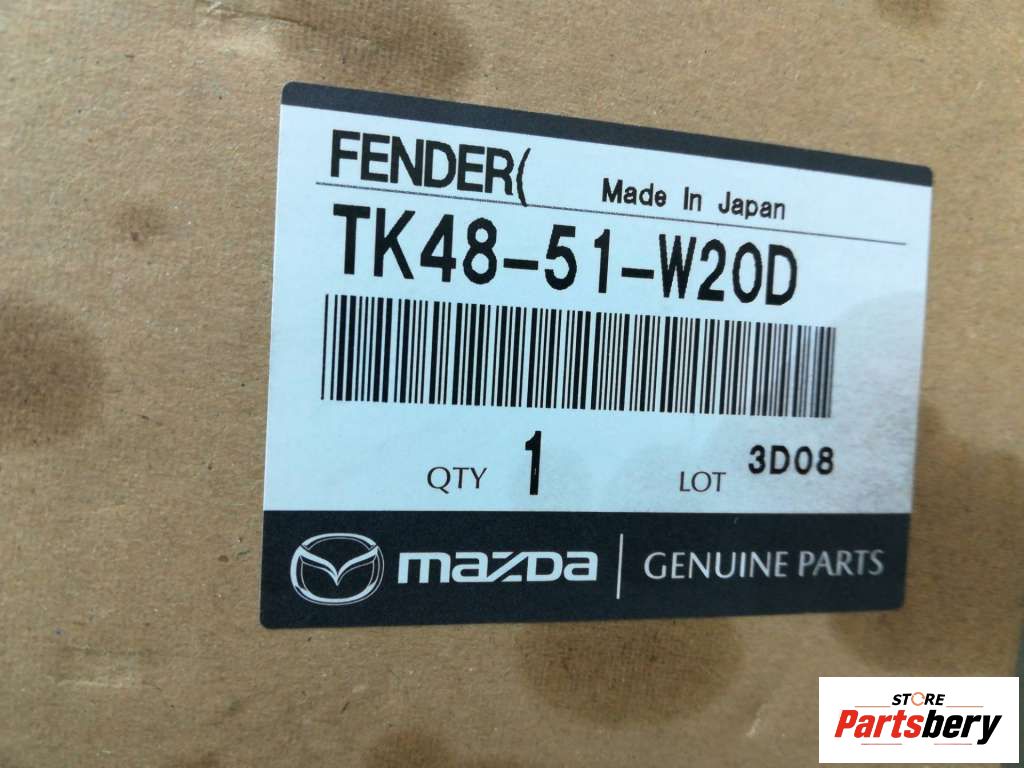 FENDER(
Made In Japan
TK48-51-W20D
QTY 1 LOT 3D08
mazda GENUINE PARTS
STORE
Partsbery